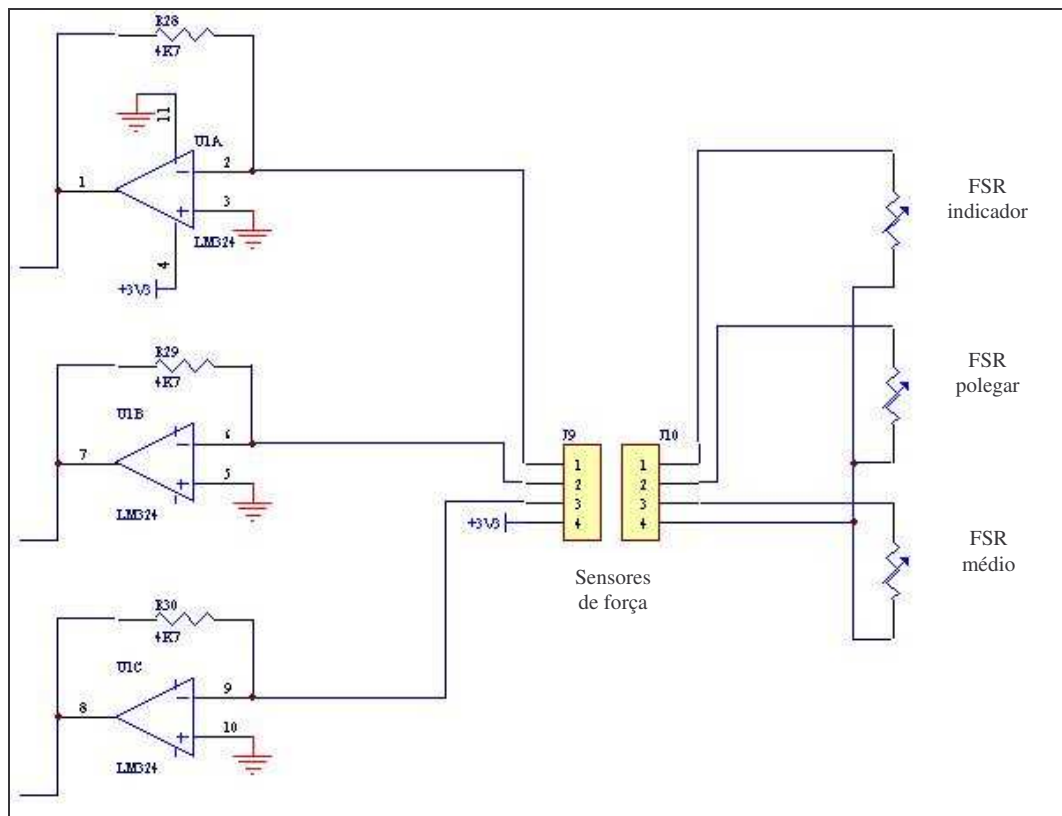 R28
4K7
11
U1A
2
1
3
LM324
4
+3V3
FSR
indicador
R29
4K7
U1B
6
7
5
LM324
FSR
polegar
J9
J10
1
2
3
4
1
2
3
4
+3V3
Sensores
de força
FSR
médio
R30
4K7
U1C
9
8
10
LM324